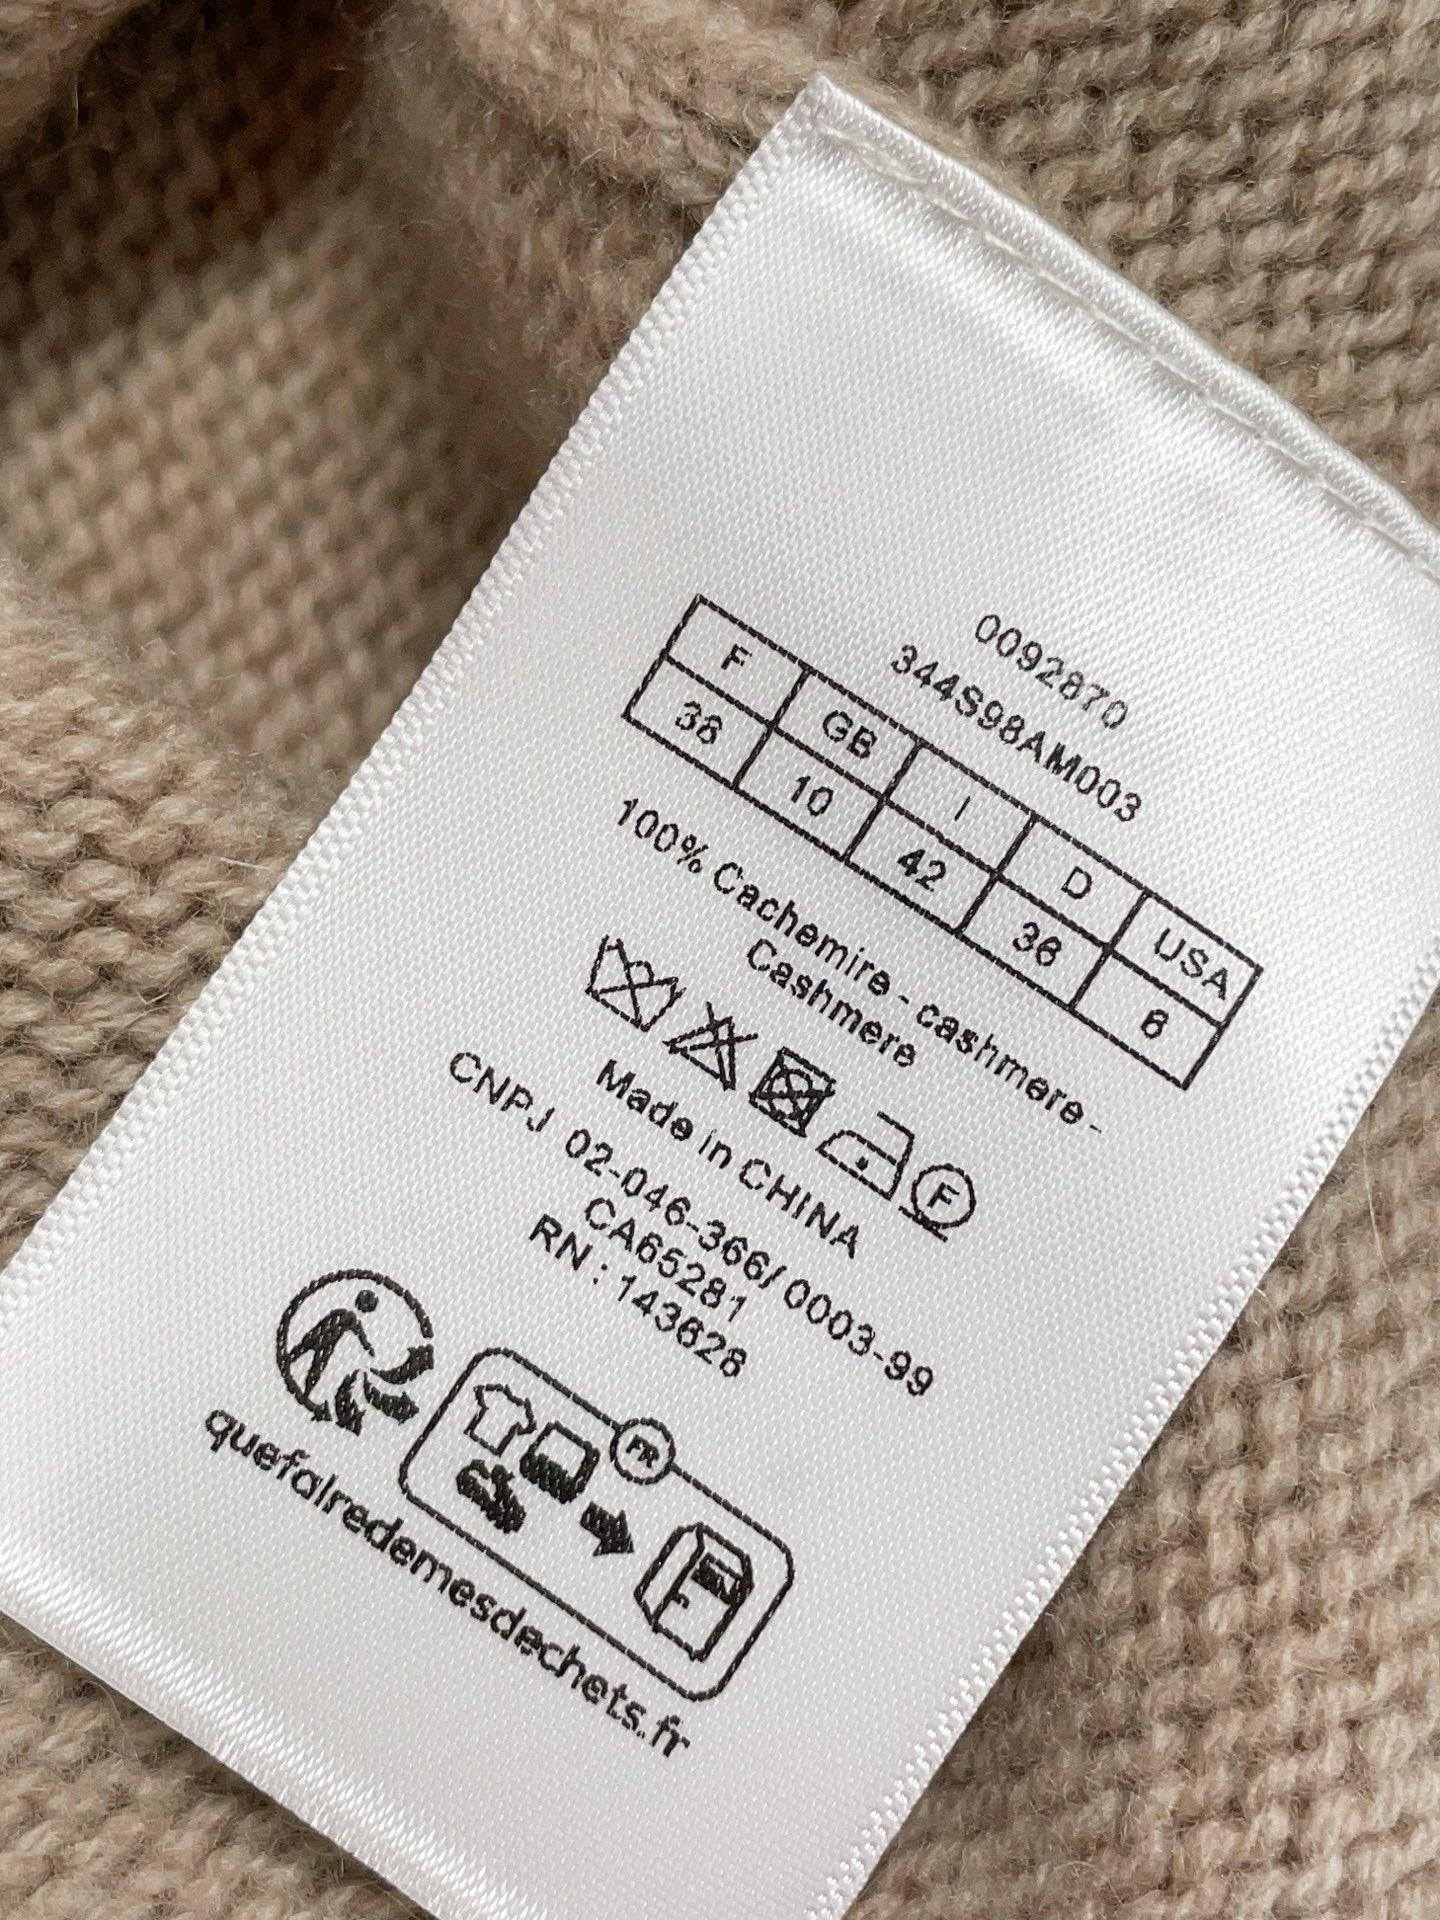 0092870
344S98AM003
F GB I D USA
38 10 42 36 6
100% Cachemire - cashmere -
Cashmere
F
Made in CHINA
CNPJ 02-046-366/ 0003-99
CA65281
RN : 143628
FR
quefairedemesdechets.fr